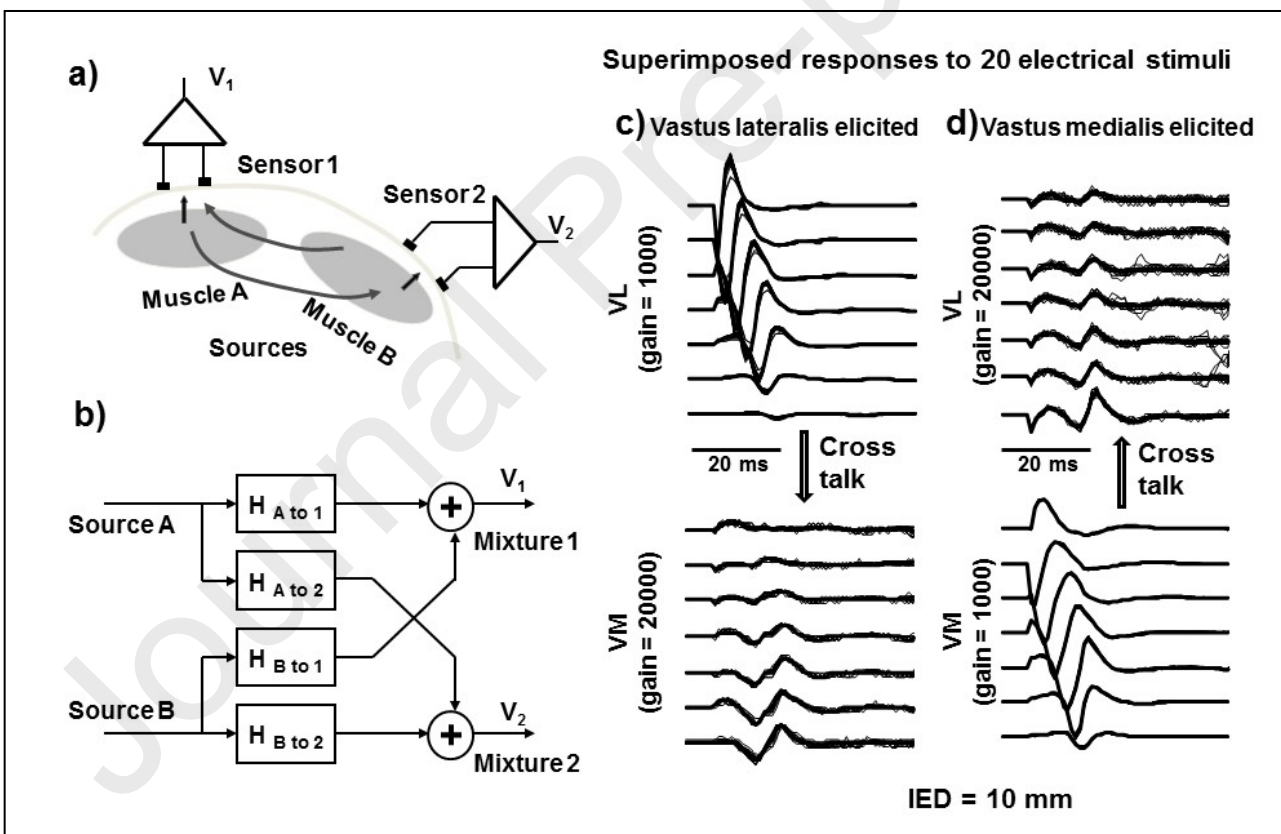 a)
V1
Sensor 1
Sensor 2
V2
Muscle A
Muscle B
Sources
b)
Source A
H A to 1
V1
Mixture 1
H A to 2
H B to 1
Source B
H B to 2
V2
Mixture 2
Superimposed responses to 20 electrical stimuli
c) Vastus lateralis elicited
VL
(gain = 1000)
20 ms
Cross
talk
VM
(gain = 20000)
d) Vastus medialis elicited
VL
(gain = 20000)
20 ms
Cross
talk
VM
(gain = 1000)
IED = 10 mm
Journal Pre-p